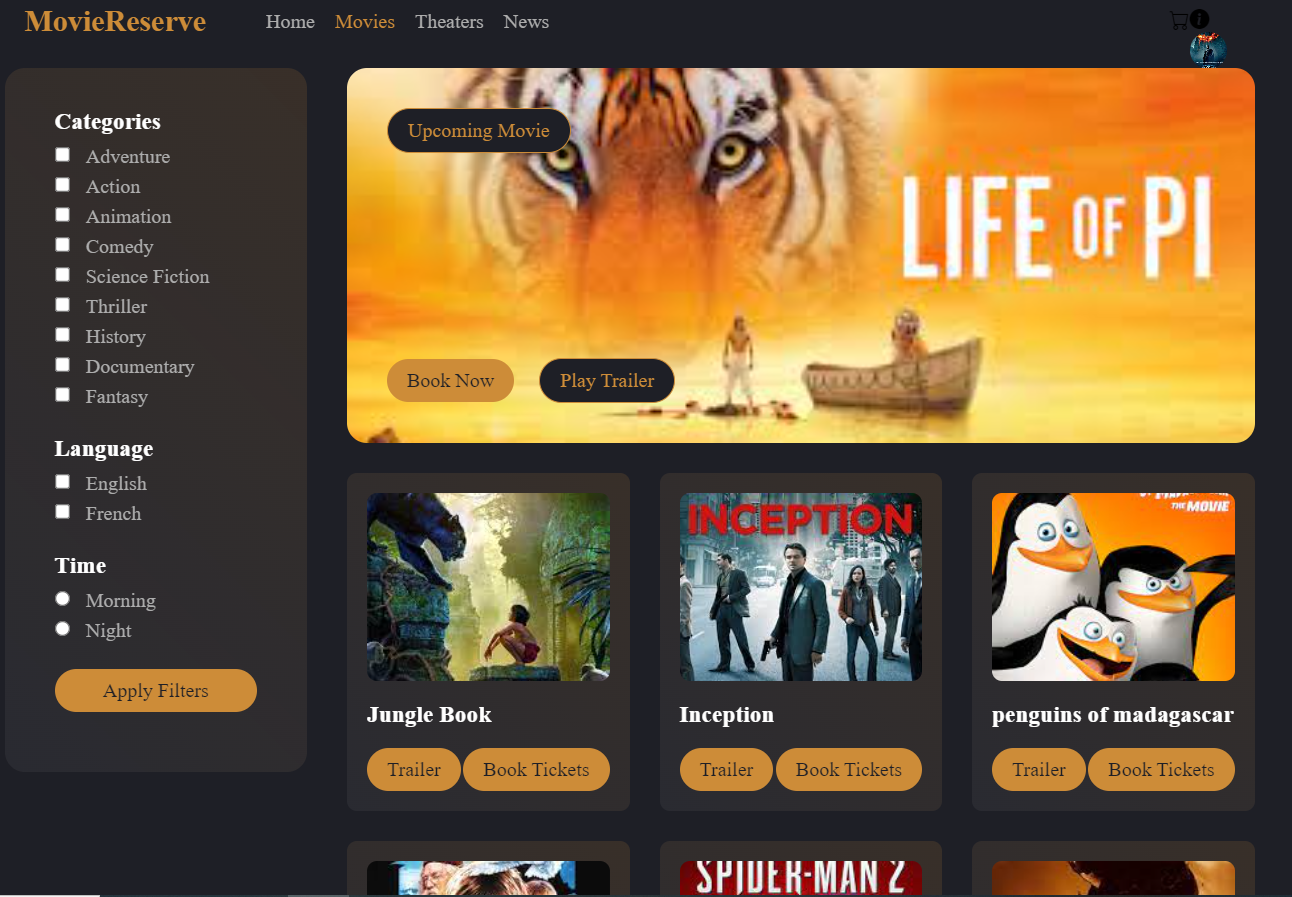 MovieReserve
Home Movies Theaters News
Categories
Adventure
Action
Animation
Comedy
Science Fiction
Thriller
History
Documentary
Fantasy
Language
English
French
Time
Morning
Night
Apply Filters
Upcoming Movie
LIFE OF PI
Book Now
Play Trailer
INCEPTION
THE MOVIE
Jungle Book
Inception
penguins of madagascar
Trailer
Book Tickets
Trailer
Book Tickets
Trailer
Book Tickets
SPIDER-MAN 2